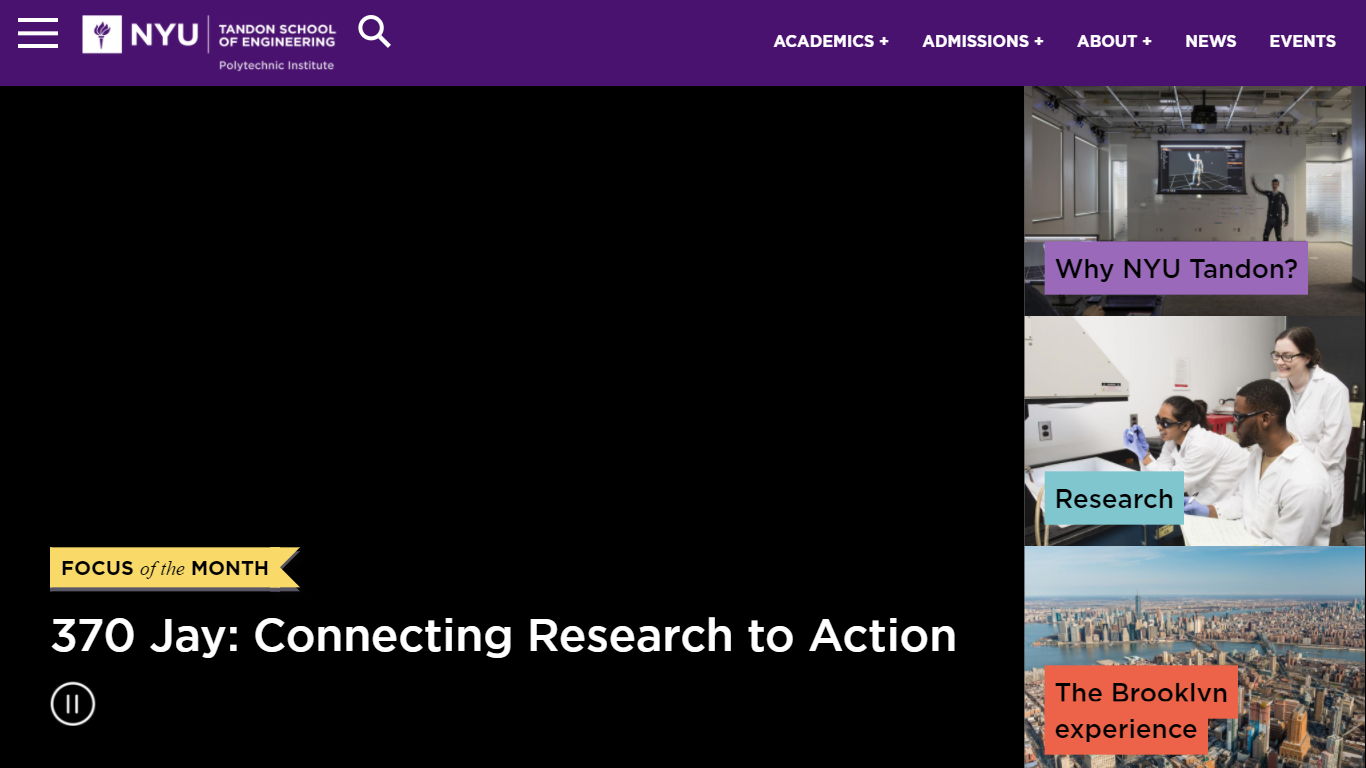 NYU
TANDON SCHOOL
OF ENGINEERING
Polytechnic Institute
ACADEMICS +
ADMISSIONS +
ABOUT +
NEWS
EVENTS
Why NYU Tandon?
Research
FOCUS of the MONTH
370 Jay: Connecting Research to Action
The Brooklyn
experience